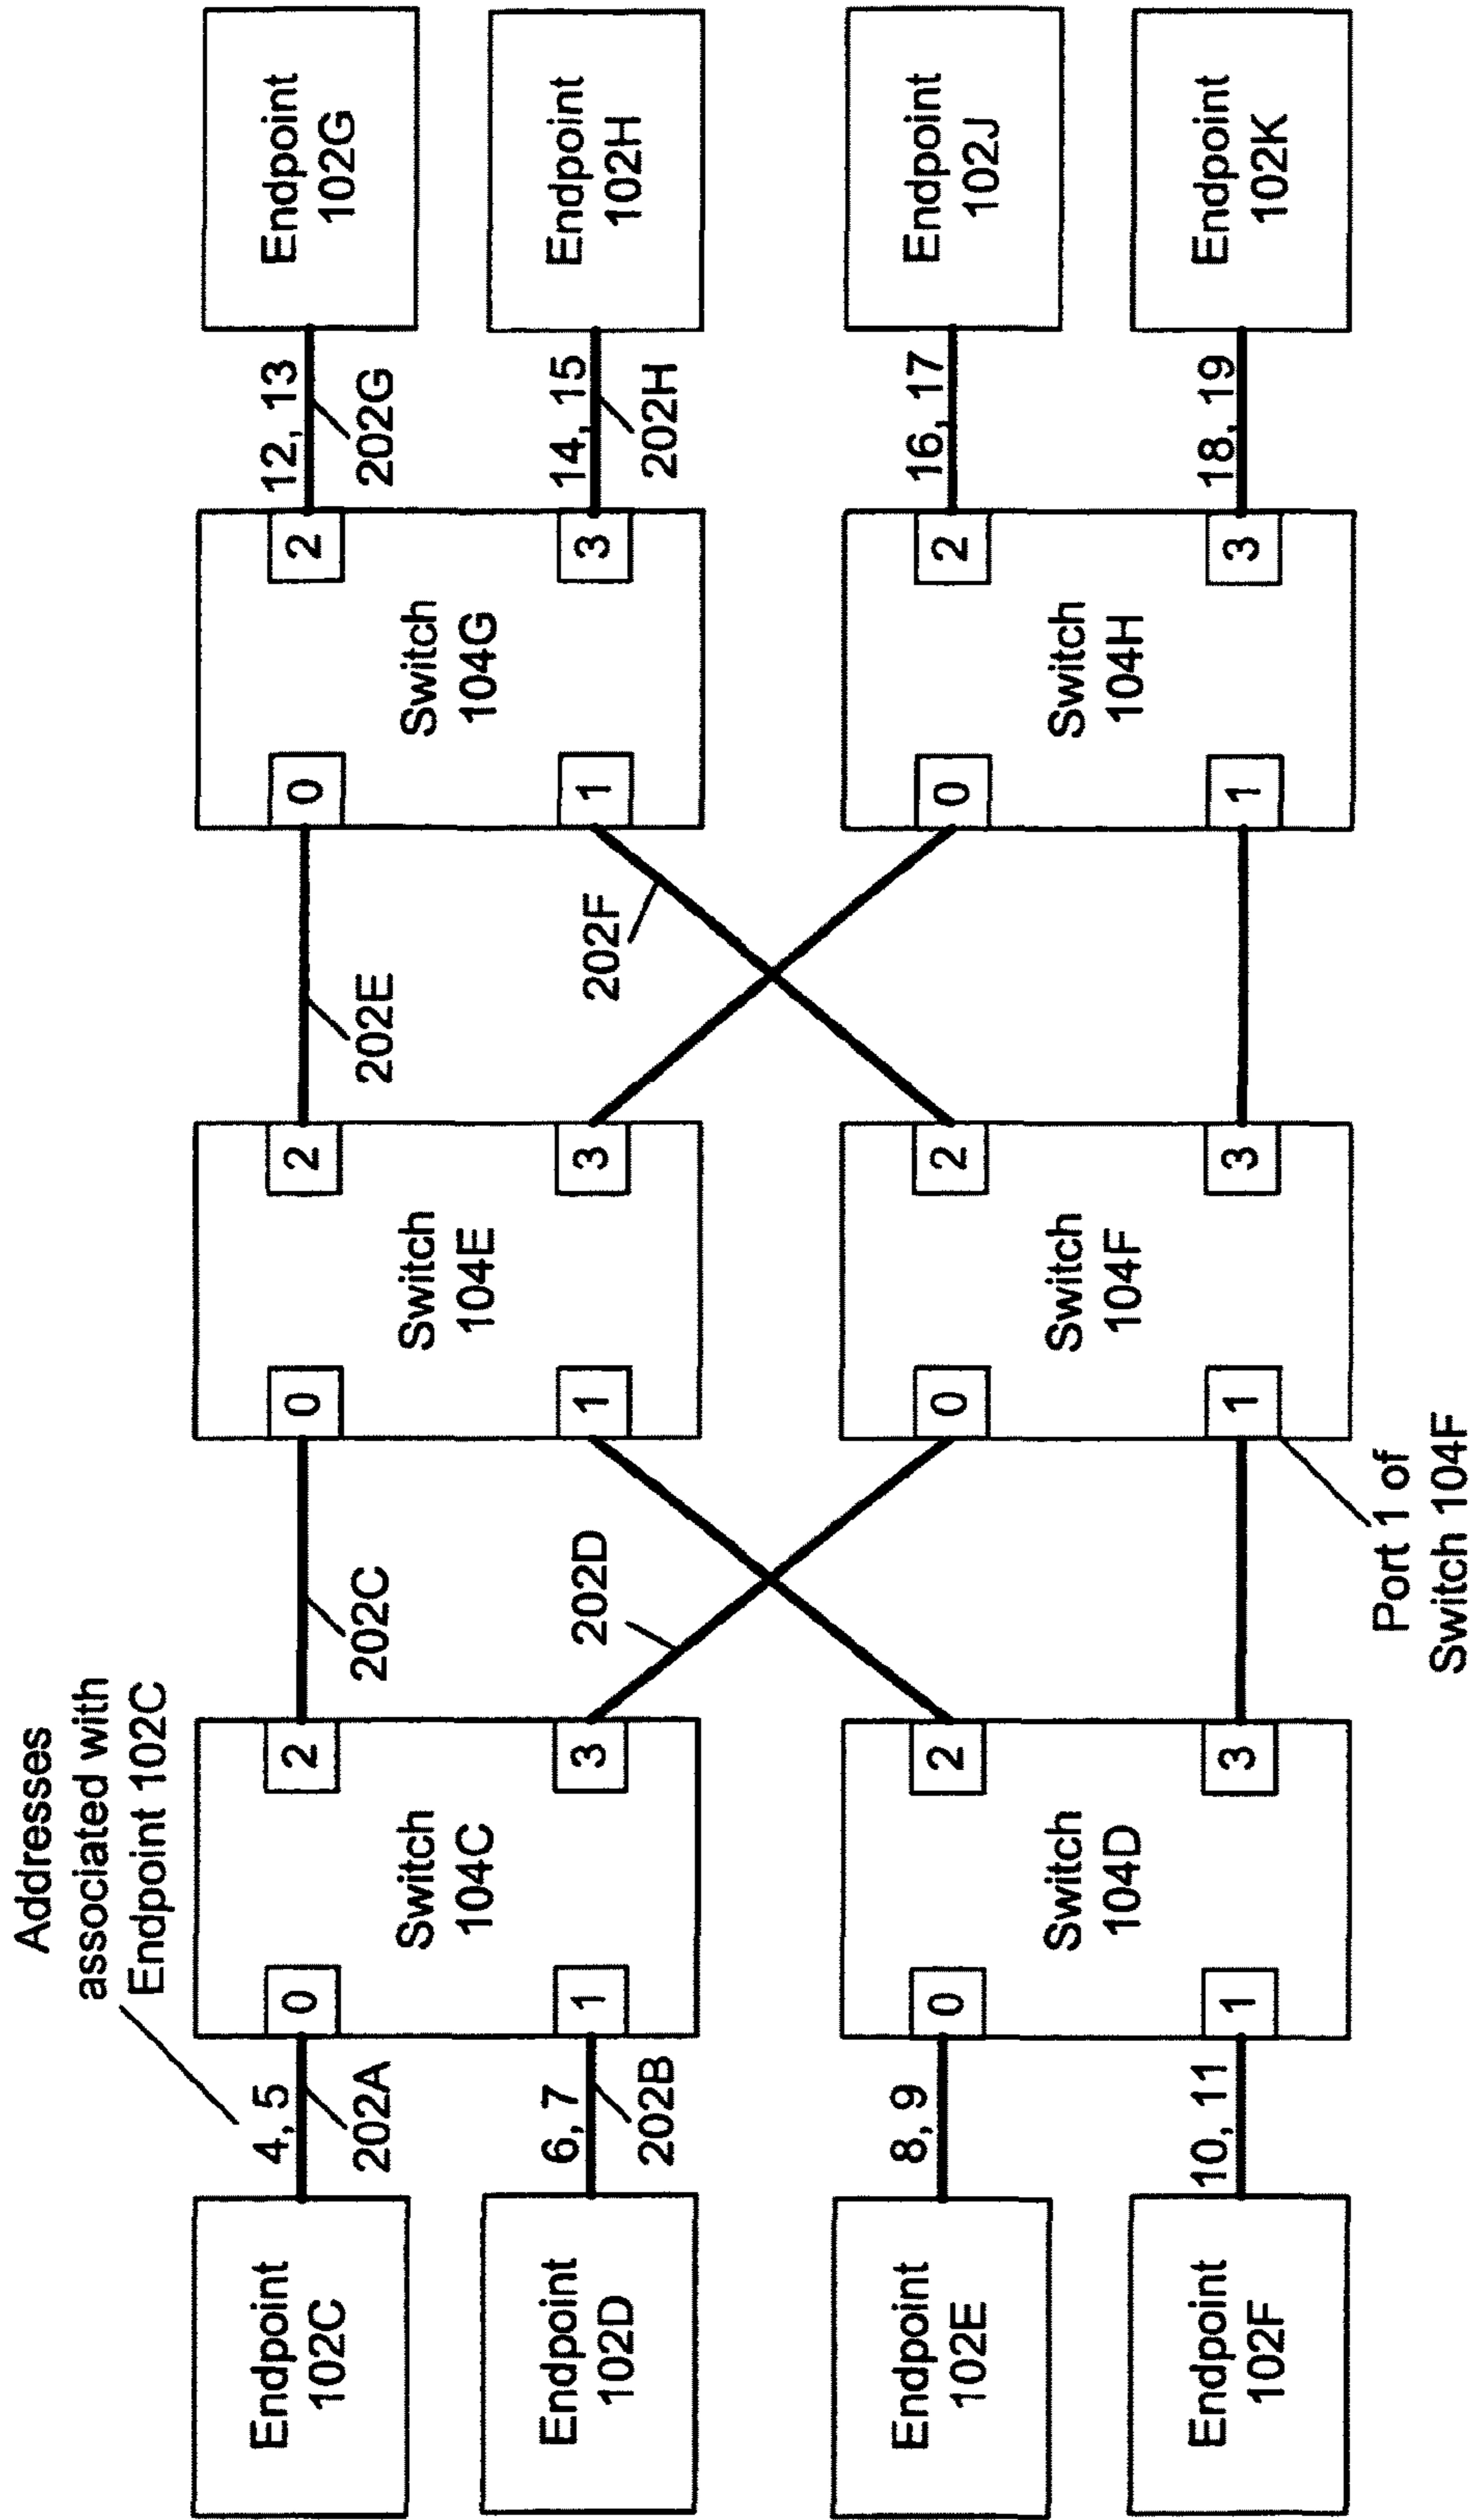 Addresses
associated with
Endpoint 102C
Endpoint
102C
4, 5
202A
0
Switch
104C
2
1
3
Endpoint
102D
6, 7
202B
202C
202D
0
Switch
104E
2
1
3
202E
202F
0
Switch
104G
2
1
3
12, 13
202G
Endpoint
102G
14, 15
202H
Endpoint
102H
Endpoint
102E
8, 9
0
Switch
104D
2
1
3
Endpoint
102F
10, 11
0
Switch
104F
2
1
3
Port 1 of
Switch 104F
0
Switch
104H
2
1
3
16, 17
Endpoint
102J
18, 19
Endpoint
102K